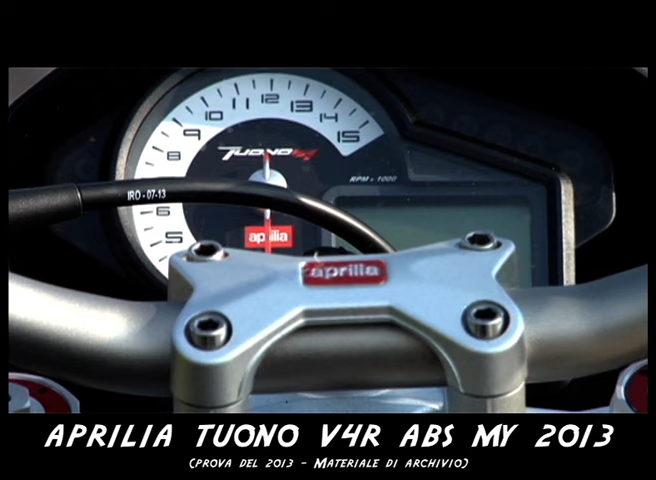 10 11 12 13 14 15
9
8
TUONO V4
RPM × 1000
IRO - 07-13
6
5
aprilia
aprilia
APRILIA TUONO V4R ABS MY 2013
(PROVA DEL 2013 - MATERIALE DI ARCHIVIO)